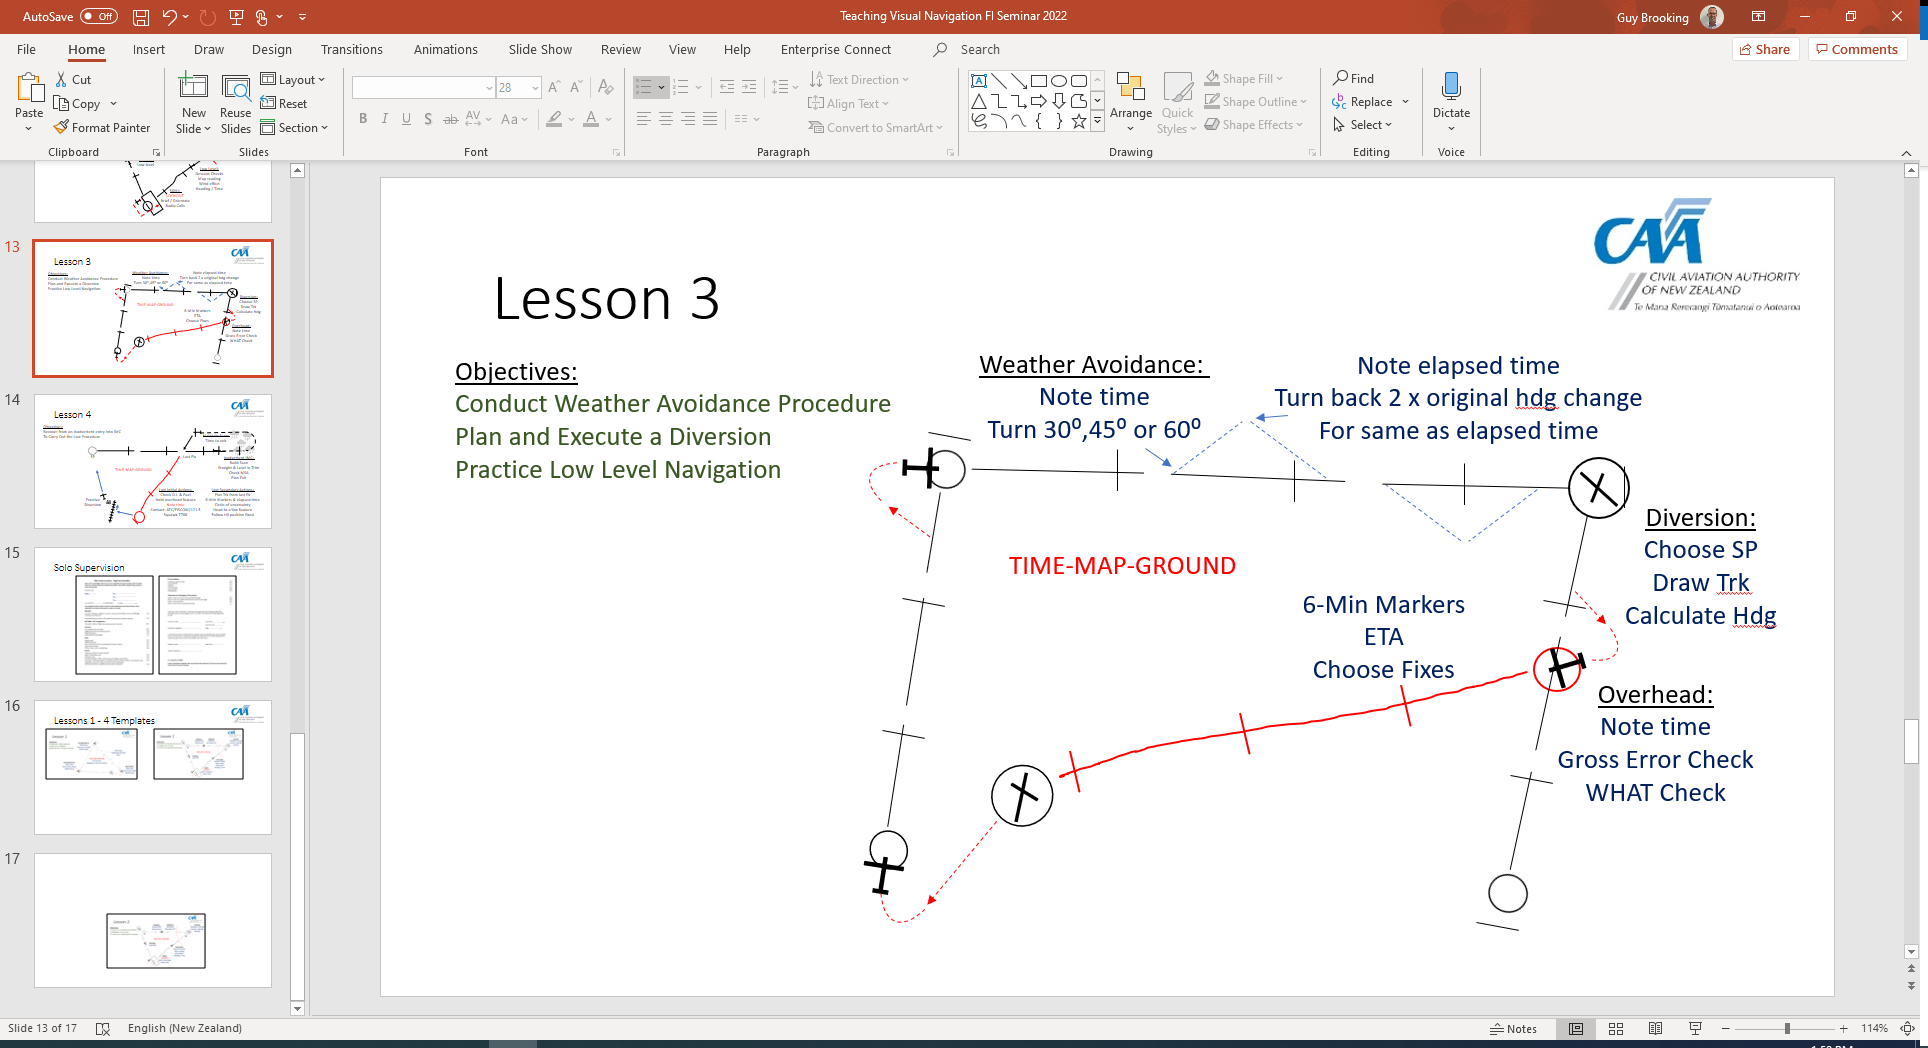 AutoSave Off
Teaching Visual Navigation FI Seminar 2022
Guy Brooking
File Home Insert Draw Design Transitions Animations Slide Show Review View Help Enterprise Connect Search
Share Comments
Paste
Cut
Copy
Format Painter
Clipboard
New Slide
Reuse Slides
Layout
Reset
Section
Slides
28
B I U S ab AV Aa A
Font
Text Direction
Align Text
Convert to SmartArt
Paragraph
Arrange
Quick Styles
Shape Fill
Shape Outline
Shape Effects
Drawing
Find
Replace
Select
Editing
Dictate
Voice
13
Lesson 3
14
Lesson 4
15
Solo Supervision
16
Lessons 1 - 4 Templates
17
CAA
CIVIL AVIATION AUTHORITY
OF NEW ZEALAND
Te Mana Rererangi Tūmatanui o Aotearoa
Lesson 3
Objectives:
Conduct Weather Avoidance Procedure
Plan and Execute a Diversion
Practice Low Level Navigation
Weather Avoidance:
Note time
Turn 30⁰,45⁰ or 60⁰
Note elapsed time
Turn back 2 x original hdg change
For same as elapsed time
TIME-MAP-GROUND
6-Min Markers
ETA
Choose Fixes
Diversion:
Choose SP
Draw Trk
Calculate Hdg
Overhead:
Note time
Gross Error Check
WHAT Check
Slide 13 of 17
English (New Zealand)
Notes
114%